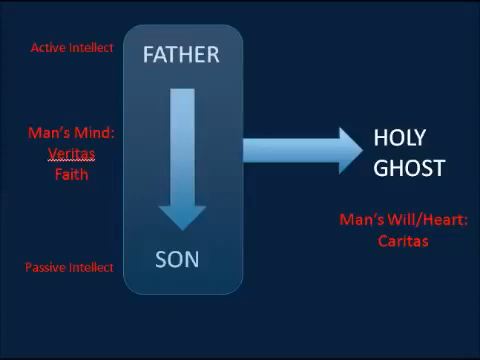 Active Intellect
FATHER
Man's Mind:
Veritas
Faith
HOLY
GHOST
Man's Will/Heart:
Caritas
Passive Intellect
SON